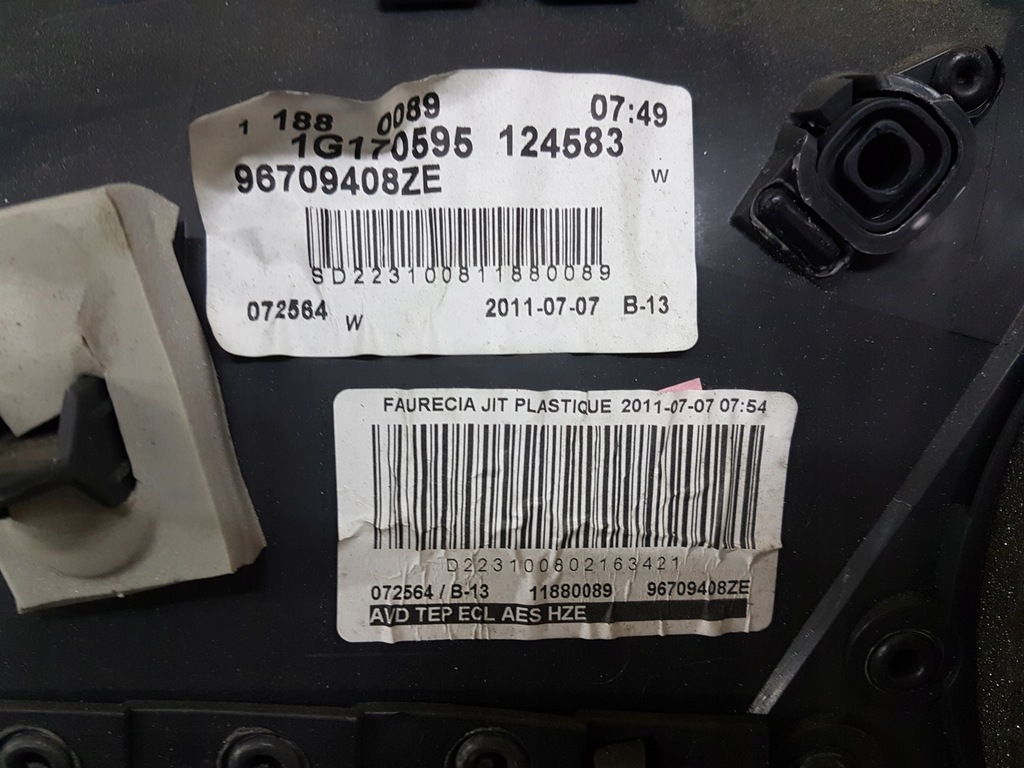 1 188 0089 07:49
1G170595 124583
96709408ZE W
SD223100811880089
072564 W 2011-07-07 B-13
FAURECIA JIT PLASTIQUE 2011-07-07 07:54
D223100802163421
072564 / B-13 11880089 96709408ZE
AVD TEP ECL AES HZE